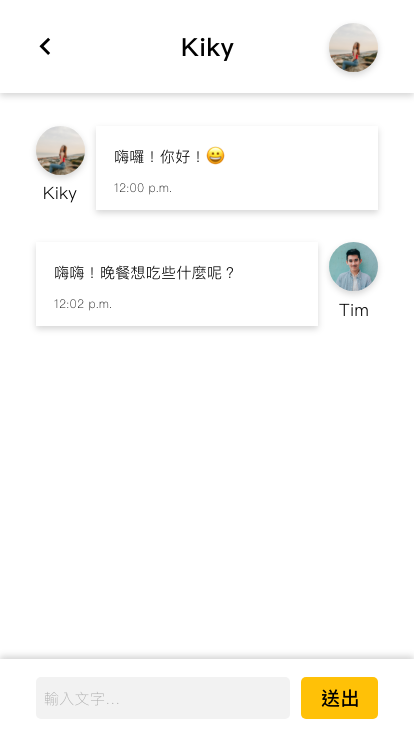 Kiky
嗨囉！你好！😀
12:00 p.m.
Kiky
嗨嗨！晚餐想吃些什麼呢？
12:02 p.m.
Tim
輸入文字...
送出